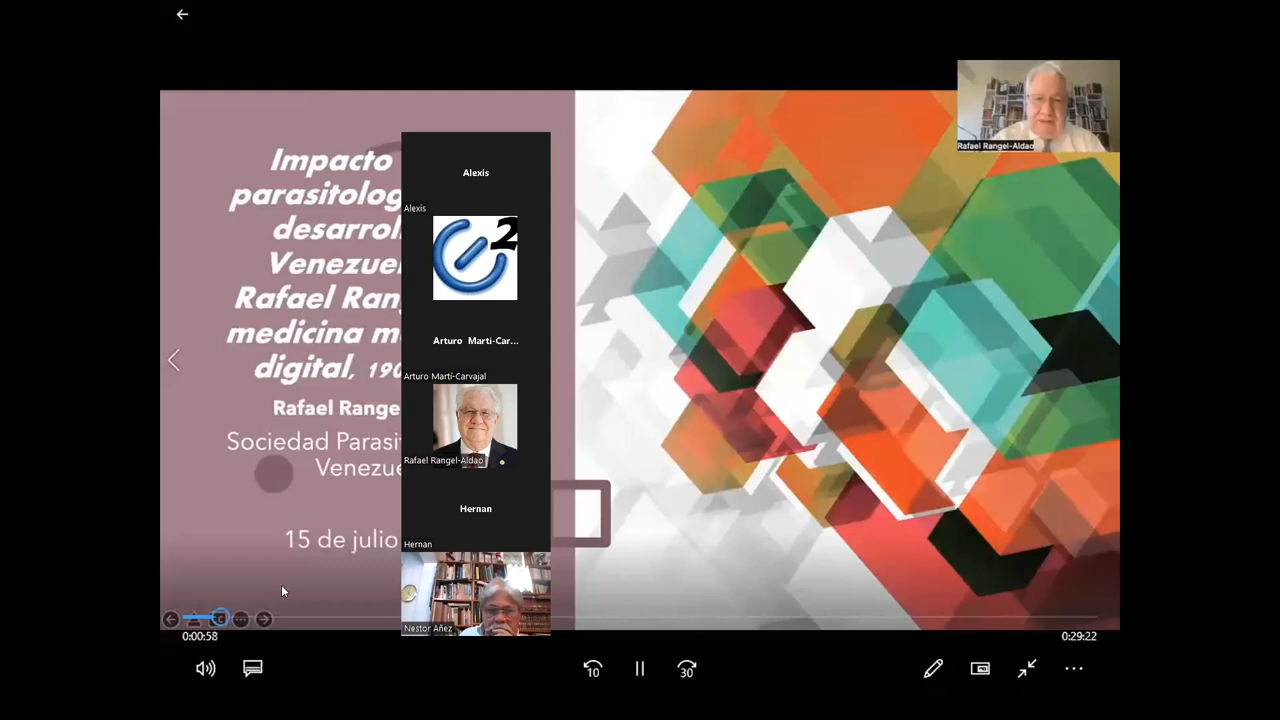 Rafael Rangel-Aldao
Impacto
parasitolog
desarrol
Venezue
Rafael Ran
medicina m
digital, 190
Rafael Range
Sociedad Parasi
Venezue
15 de julio
Alexis
Alexis
2
Arturo Marti-Car...
Arturo Martí-Carvajal
Rafael Rangel-Aldao
Hernan
Hernan
Nestor Añez
0:00:58
0:29:22
10
30